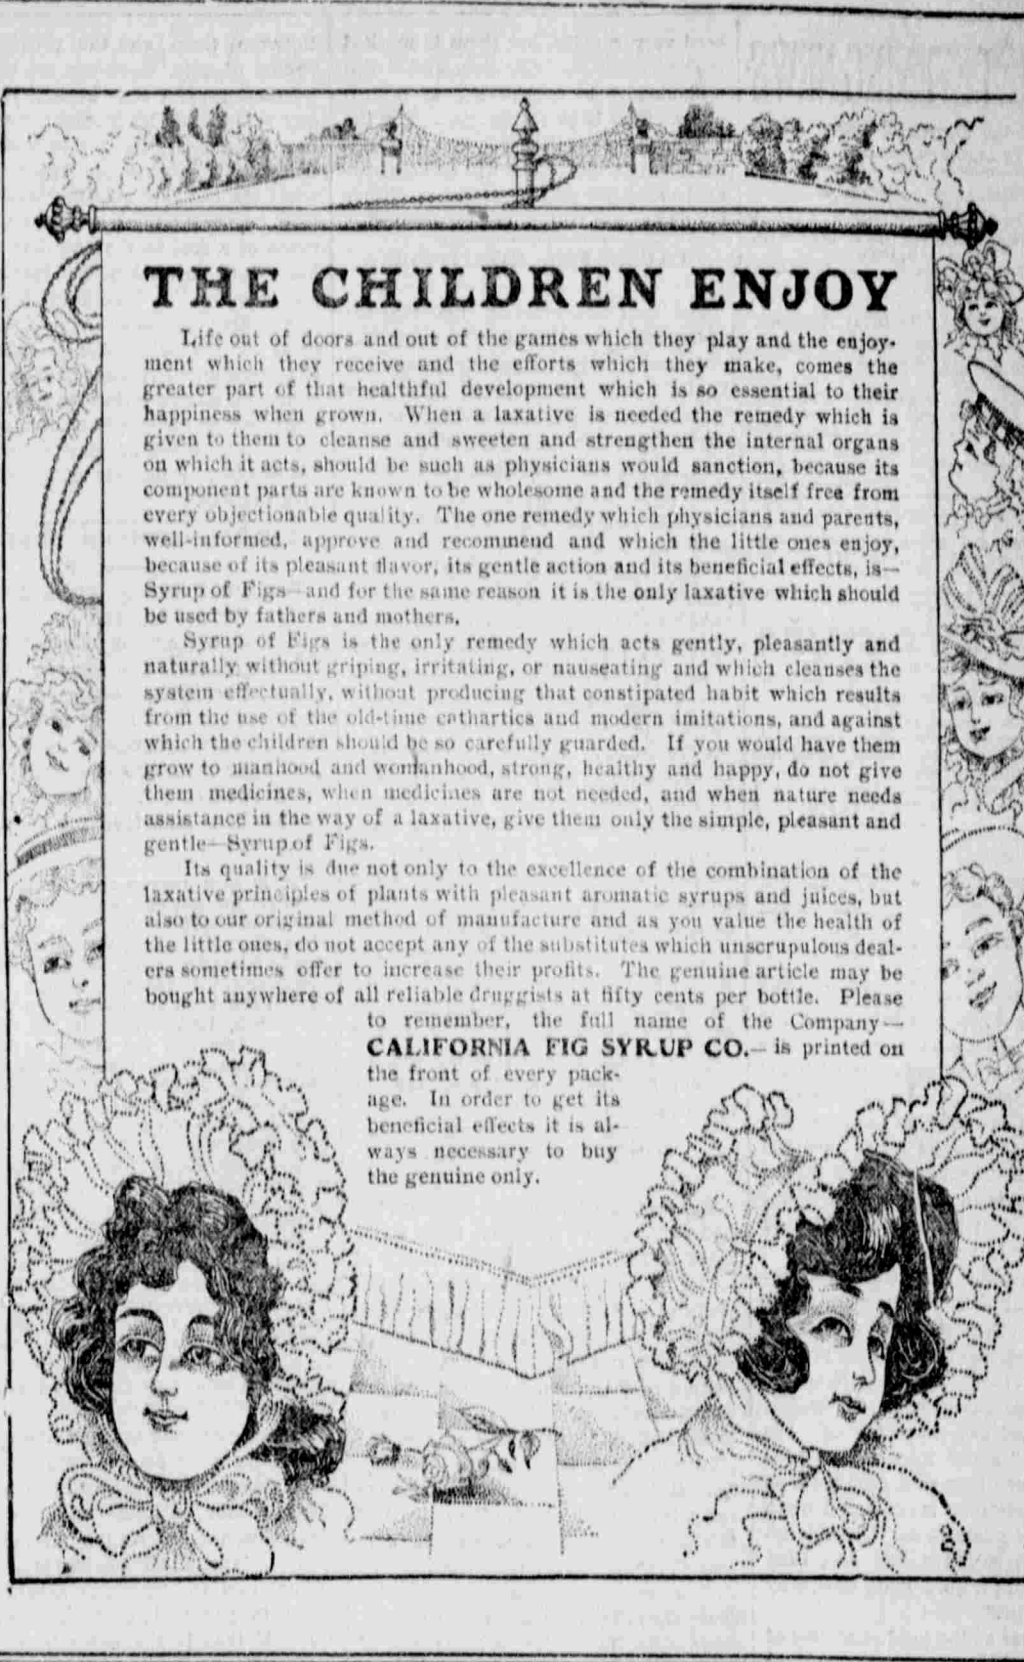 THE CHILDREN ENJOY
Life out of doors and out of the games which they play and the enjoy-
ment which they receive and the efforts which they make, comes the
greater part of that healthful development which is so essential to their
happiness when grown. When a laxative is needed the remedy which is
given to them to cleanse and sweeten and strengthen the internal organs
on which it acts, should be such as physicians would sanction, because its
component parts are known to be wholesome and the remedy itself free from
every objectionable quality. The one remedy which physicians and parents,
well-informed, approve and recommend and which the little ones enjoy,
because of its pleasant flavor, its gentle action and its beneficial effects, is—
Syrup of Figs—and for the same reason it is the only laxative which should
be used by fathers and mothers.
Syrup of Figs is the only remedy which acts gently, pleasantly and
naturally without griping, irritating, or nauseating and which cleanses the
system effectually, without producing that constipated habit which results
from the use of the old-time cathartics and modern imitations, and against
which the children should be so carefully guarded. If you would have them
grow to manhood and womanhood, strong, healthy and happy, do not give
them medicines, when medicines are not needed, and when nature needs
assistance in the way of a laxative, give them only the simple, pleasant and
gentle—Syrup of Figs.
Its quality is due not only to the excellence of the combination of the
laxative principles of plants with pleasant aromatic syrups and juices, but
also to our original method of manufacture and as you value the health of
the little ones, do not accept any of the substitutes which unscrupulous deal-
ers sometimes offer to increase their profits. The genuine article may be
bought anywhere of all reliable druggists at fifty cents per bottle. Please
to remember, the full name of the Company—
CALIFORNIA FIG SYRUP CO.—is printed on
the front of every pack-
age. In order to get its
beneficial effects it is al-
ways necessary to buy
the genuine only.